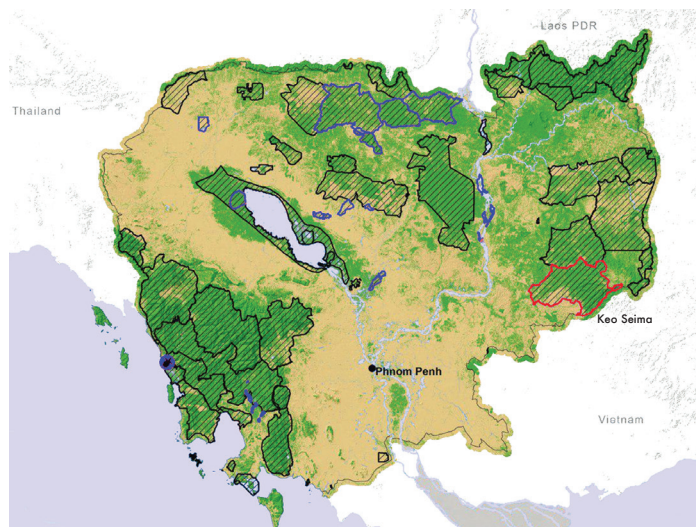 Laos PDR
Thailand
Keo Seima
Phnom Penh
Vietnam